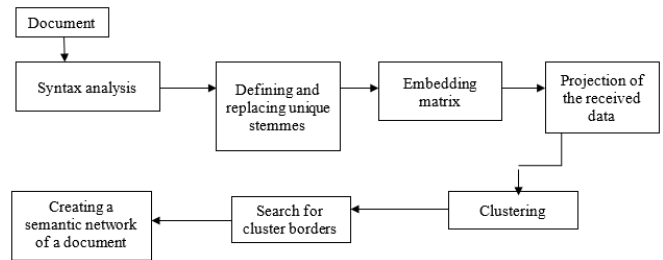 Document
Syntax analysis
Defining and
replacing unique
stemmes
Embedding
matrix
Projection of
the received
data
Clustering
Search for
cluster borders
Creating a
semantic network
of a document